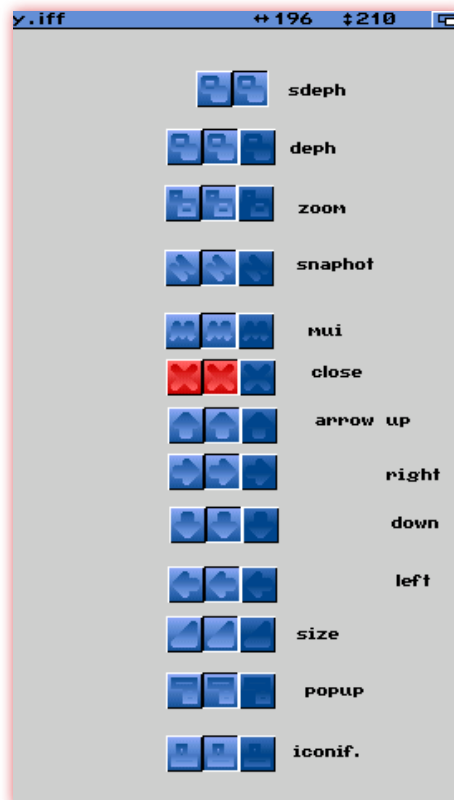 y.iff ↔196 ↕210
sdeph
deph
zoom
snaphot
mui
close
arrow up
right
down
left
size
popup
iconif.